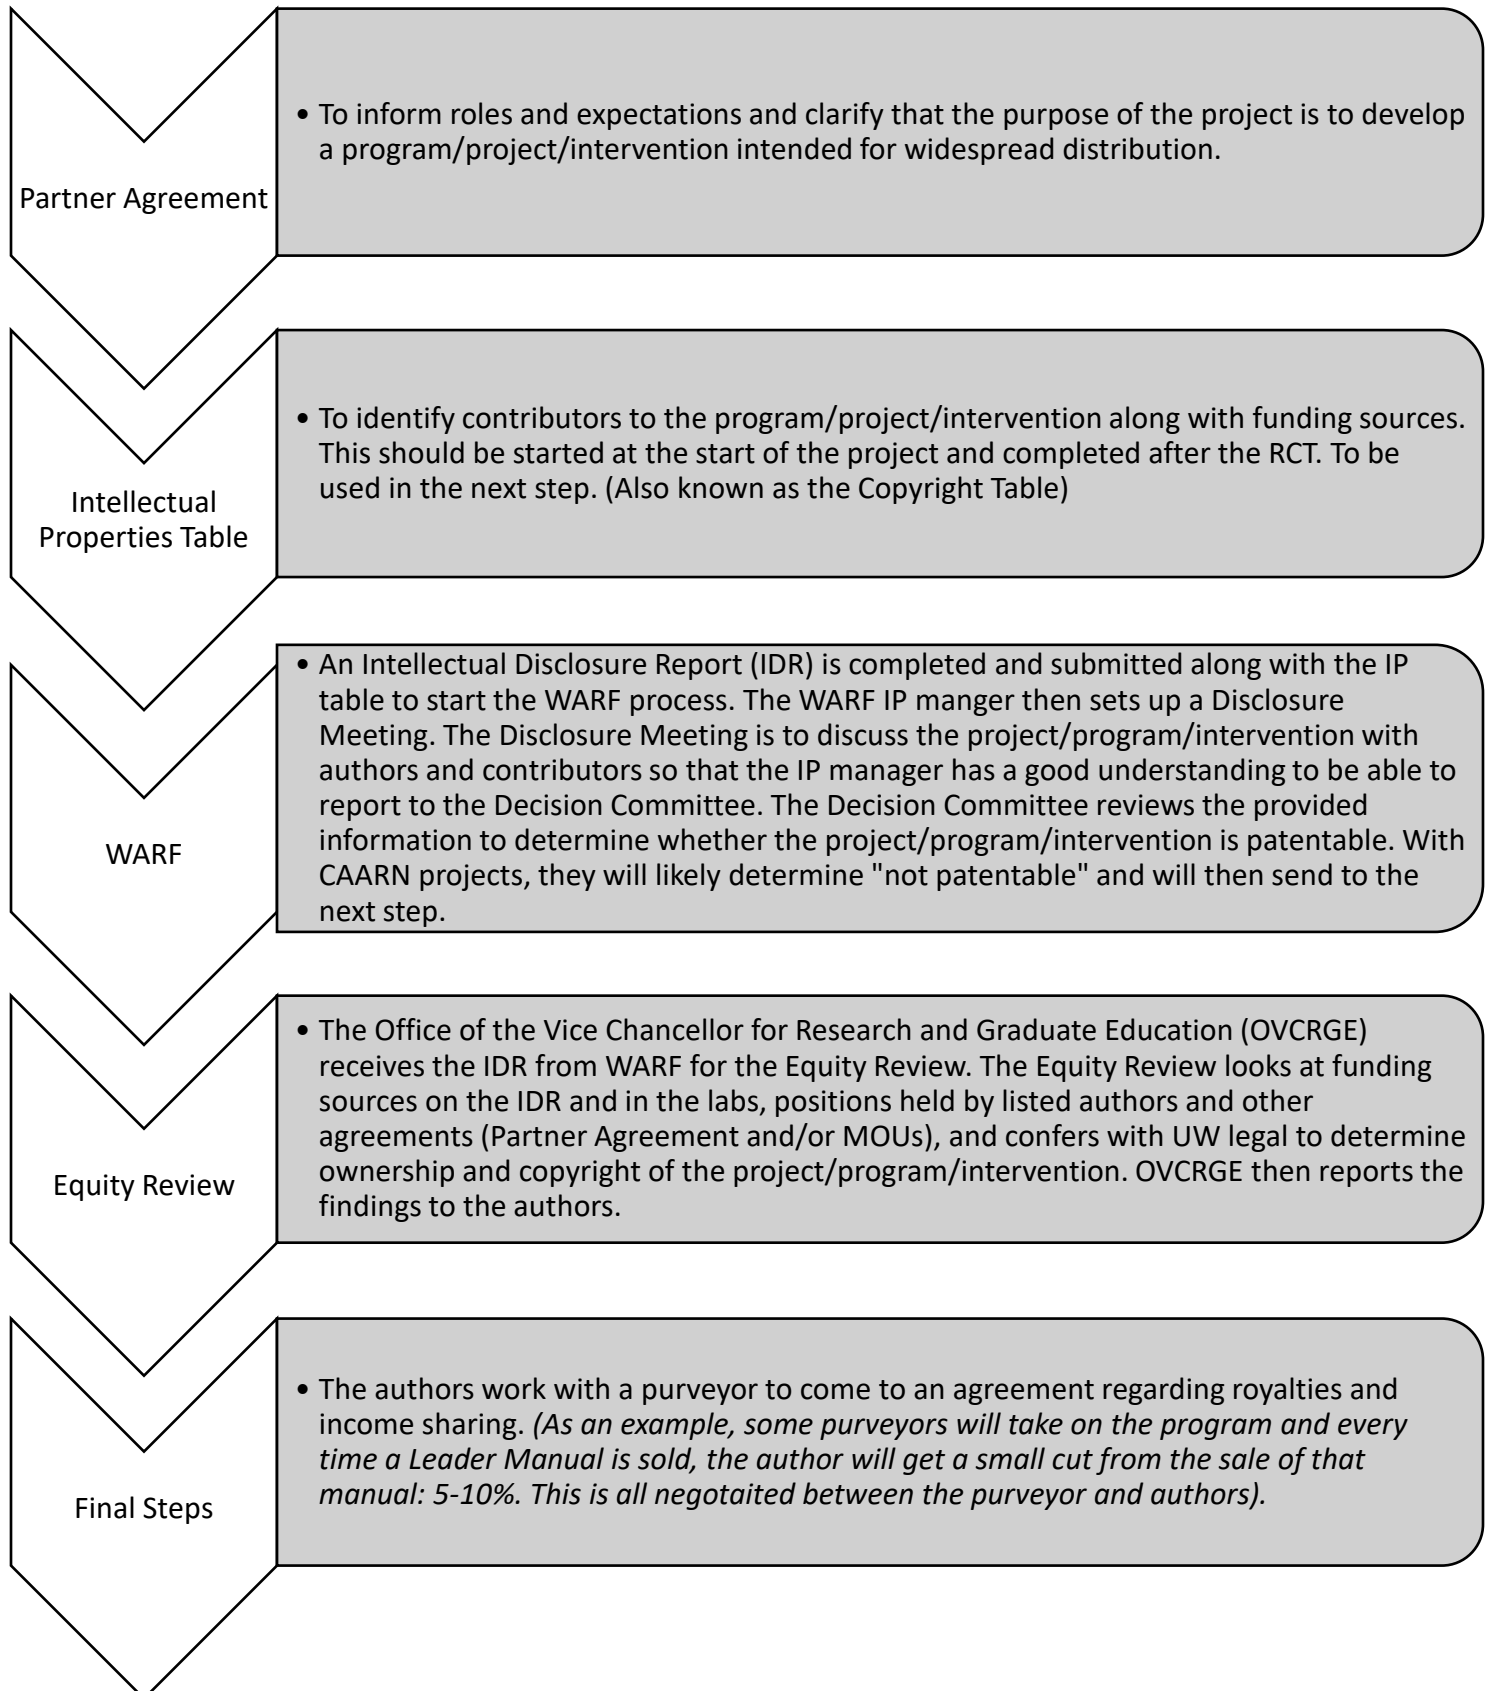 Partner Agreement
• To inform roles and expectations and clarify that the purpose of the project is to develop
a program/project/intervention intended for widespread distribution.
Intellectual
Properties Table
• To identify contributors to the program/project/intervention along with funding sources.
This should be started at the start of the project and completed after the RCT. To be
used in the next step. (Also known as the Copyright Table)
WARF
• An Intellectual Disclosure Report (IDR) is completed and submitted along with the IP
table to start the WARF process. The WARF IP manger then sets up a Disclosure
Meeting. The Disclosure Meeting is to discuss the project/program/intervention with
authors and contributors so that the IP manager has a good understanding to be able to
report to the Decision Committee. The Decision Committee reviews the provided
information to determine whether the project/program/intervention is patentable. With
CAARN projects, they will likely determine "not patentable" and will then send to the
next step.
Equity Review
• The Office of the Vice Chancellor for Research and Graduate Education (OVCRGE)
receives the IDR from WARF for the Equity Review. The Equity Review looks at funding
sources on the IDR and in the labs, positions held by listed authors and other
agreements (Partner Agreement and/or MOUs), and confers with UW legal to determine
ownership and copyright of the project/program/intervention. OVCRGE then reports the
findings to the authors.
Final Steps
• The authors work with a purveyor to come to an agreement regarding royalties and
income sharing. (As an example, some purveyors will take on the program and every
time a Leader Manual is sold, the author will get a small cut from the sale of that
manual: 5-10%. This is all negotaited between the purveyor and authors).